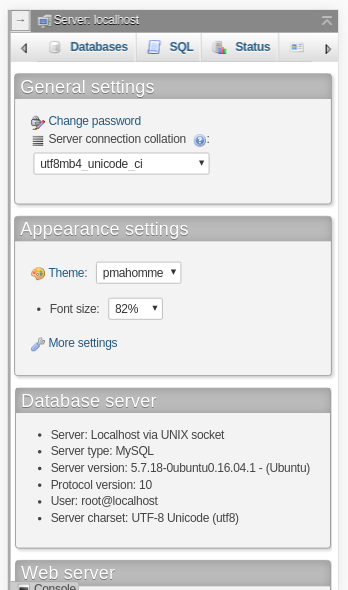 Server: localhost
Databases SQL Status
General settings
Change password
Server connection collation :
utf8mb4_unicode_ci
Appearance settings
Theme: pmahomme
• Font size: 82%
More settings
Database server
• Server: Localhost via UNIX socket
• Server type: MySQL
• Server version: 5.7.18-0ubuntu0.16.04.1 - (Ubuntu)
• Protocol version: 10
• User: root@localhost
• Server charset: UTF-8 Unicode (utf8)
Web server
Console